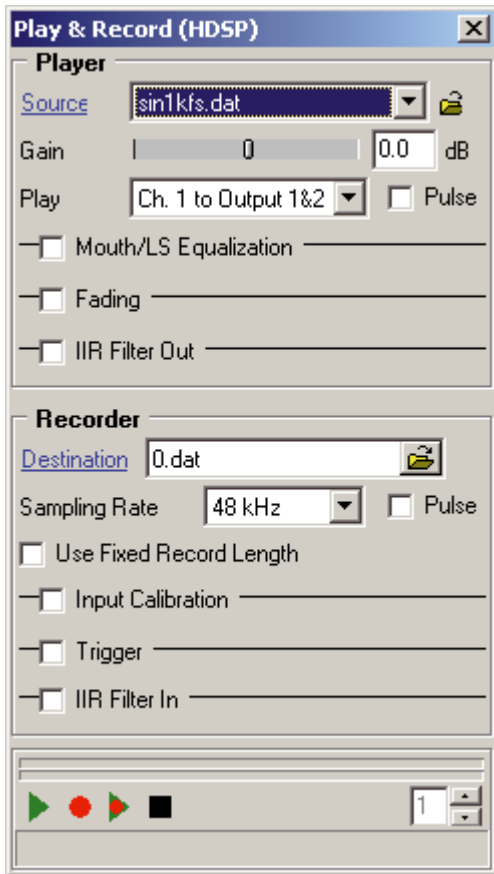 Play & Record (HDSP)
Player
Source sin1kfs.dat
Gain 0 0.0 dB
Play Ch. 1 to Output 1&2 Pulse
Mouth/LS Equalization
Fading
IIR Filter Out
Recorder
Destination 0.dat
Sampling Rate 48 kHz Pulse
Use Fixed Record Length
Input Calibration
Trigger
IIR Filter In
1